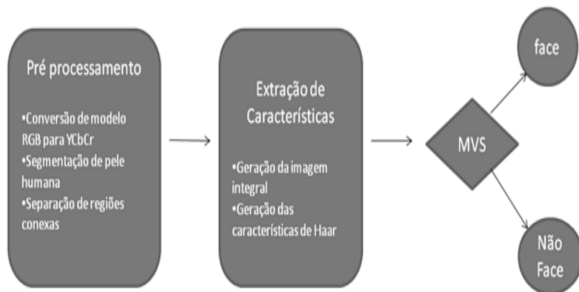 Pré processamento
•Conversão de modelo
RGB para YCbCr
•Segmentação de pele
humana
•Separação de regiões
conexas
Extração de
Características
•Geração da imagem
integral
•Geração das
características de Haar
MVS
face
Não
Face